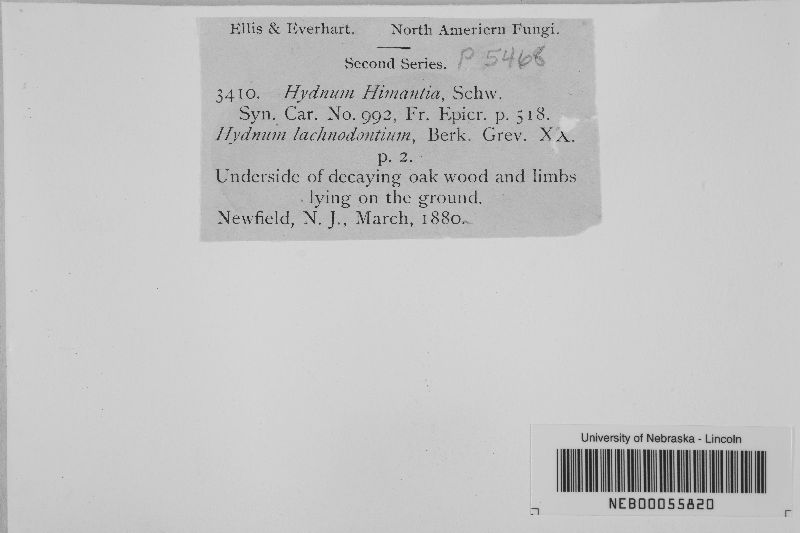 Ellis & Everhart. North Americrn Fungi.
Second Series. P 5468
3410. Hydnum Himantia, Schw.
Syn. Car. No. 992, Fr. Epicr. p. 518.
Hydnum lachnodontium, Berk. Grev. XX.
p. 2.
Underside of decaying oak wood and limbs
lying on the ground.
Newfield, N. J., March, 1880.
University of Nebraska - Lincoln
NEB00055820